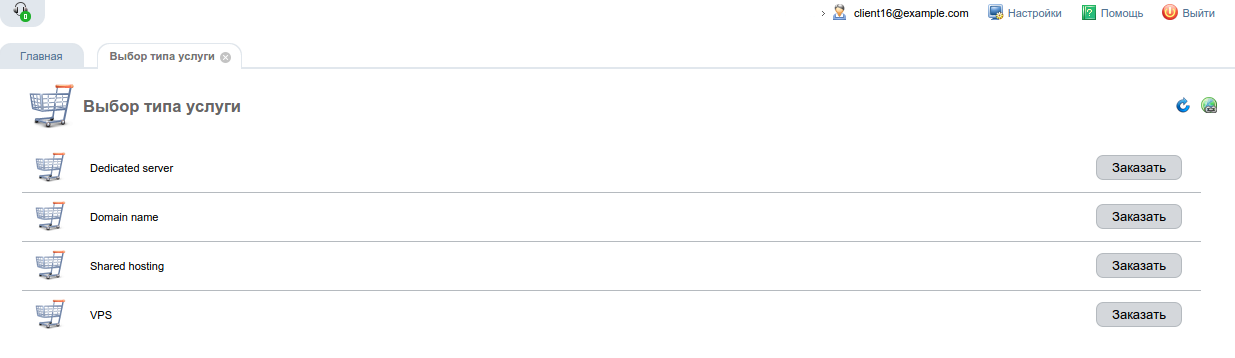 0
client16@example.com Настройки Помощь Выйти
Главная Выбор типа услуги
Выбор типа услуги
Dedicated server Заказать
Domain name Заказать
Shared hosting Заказать
VPS Заказать